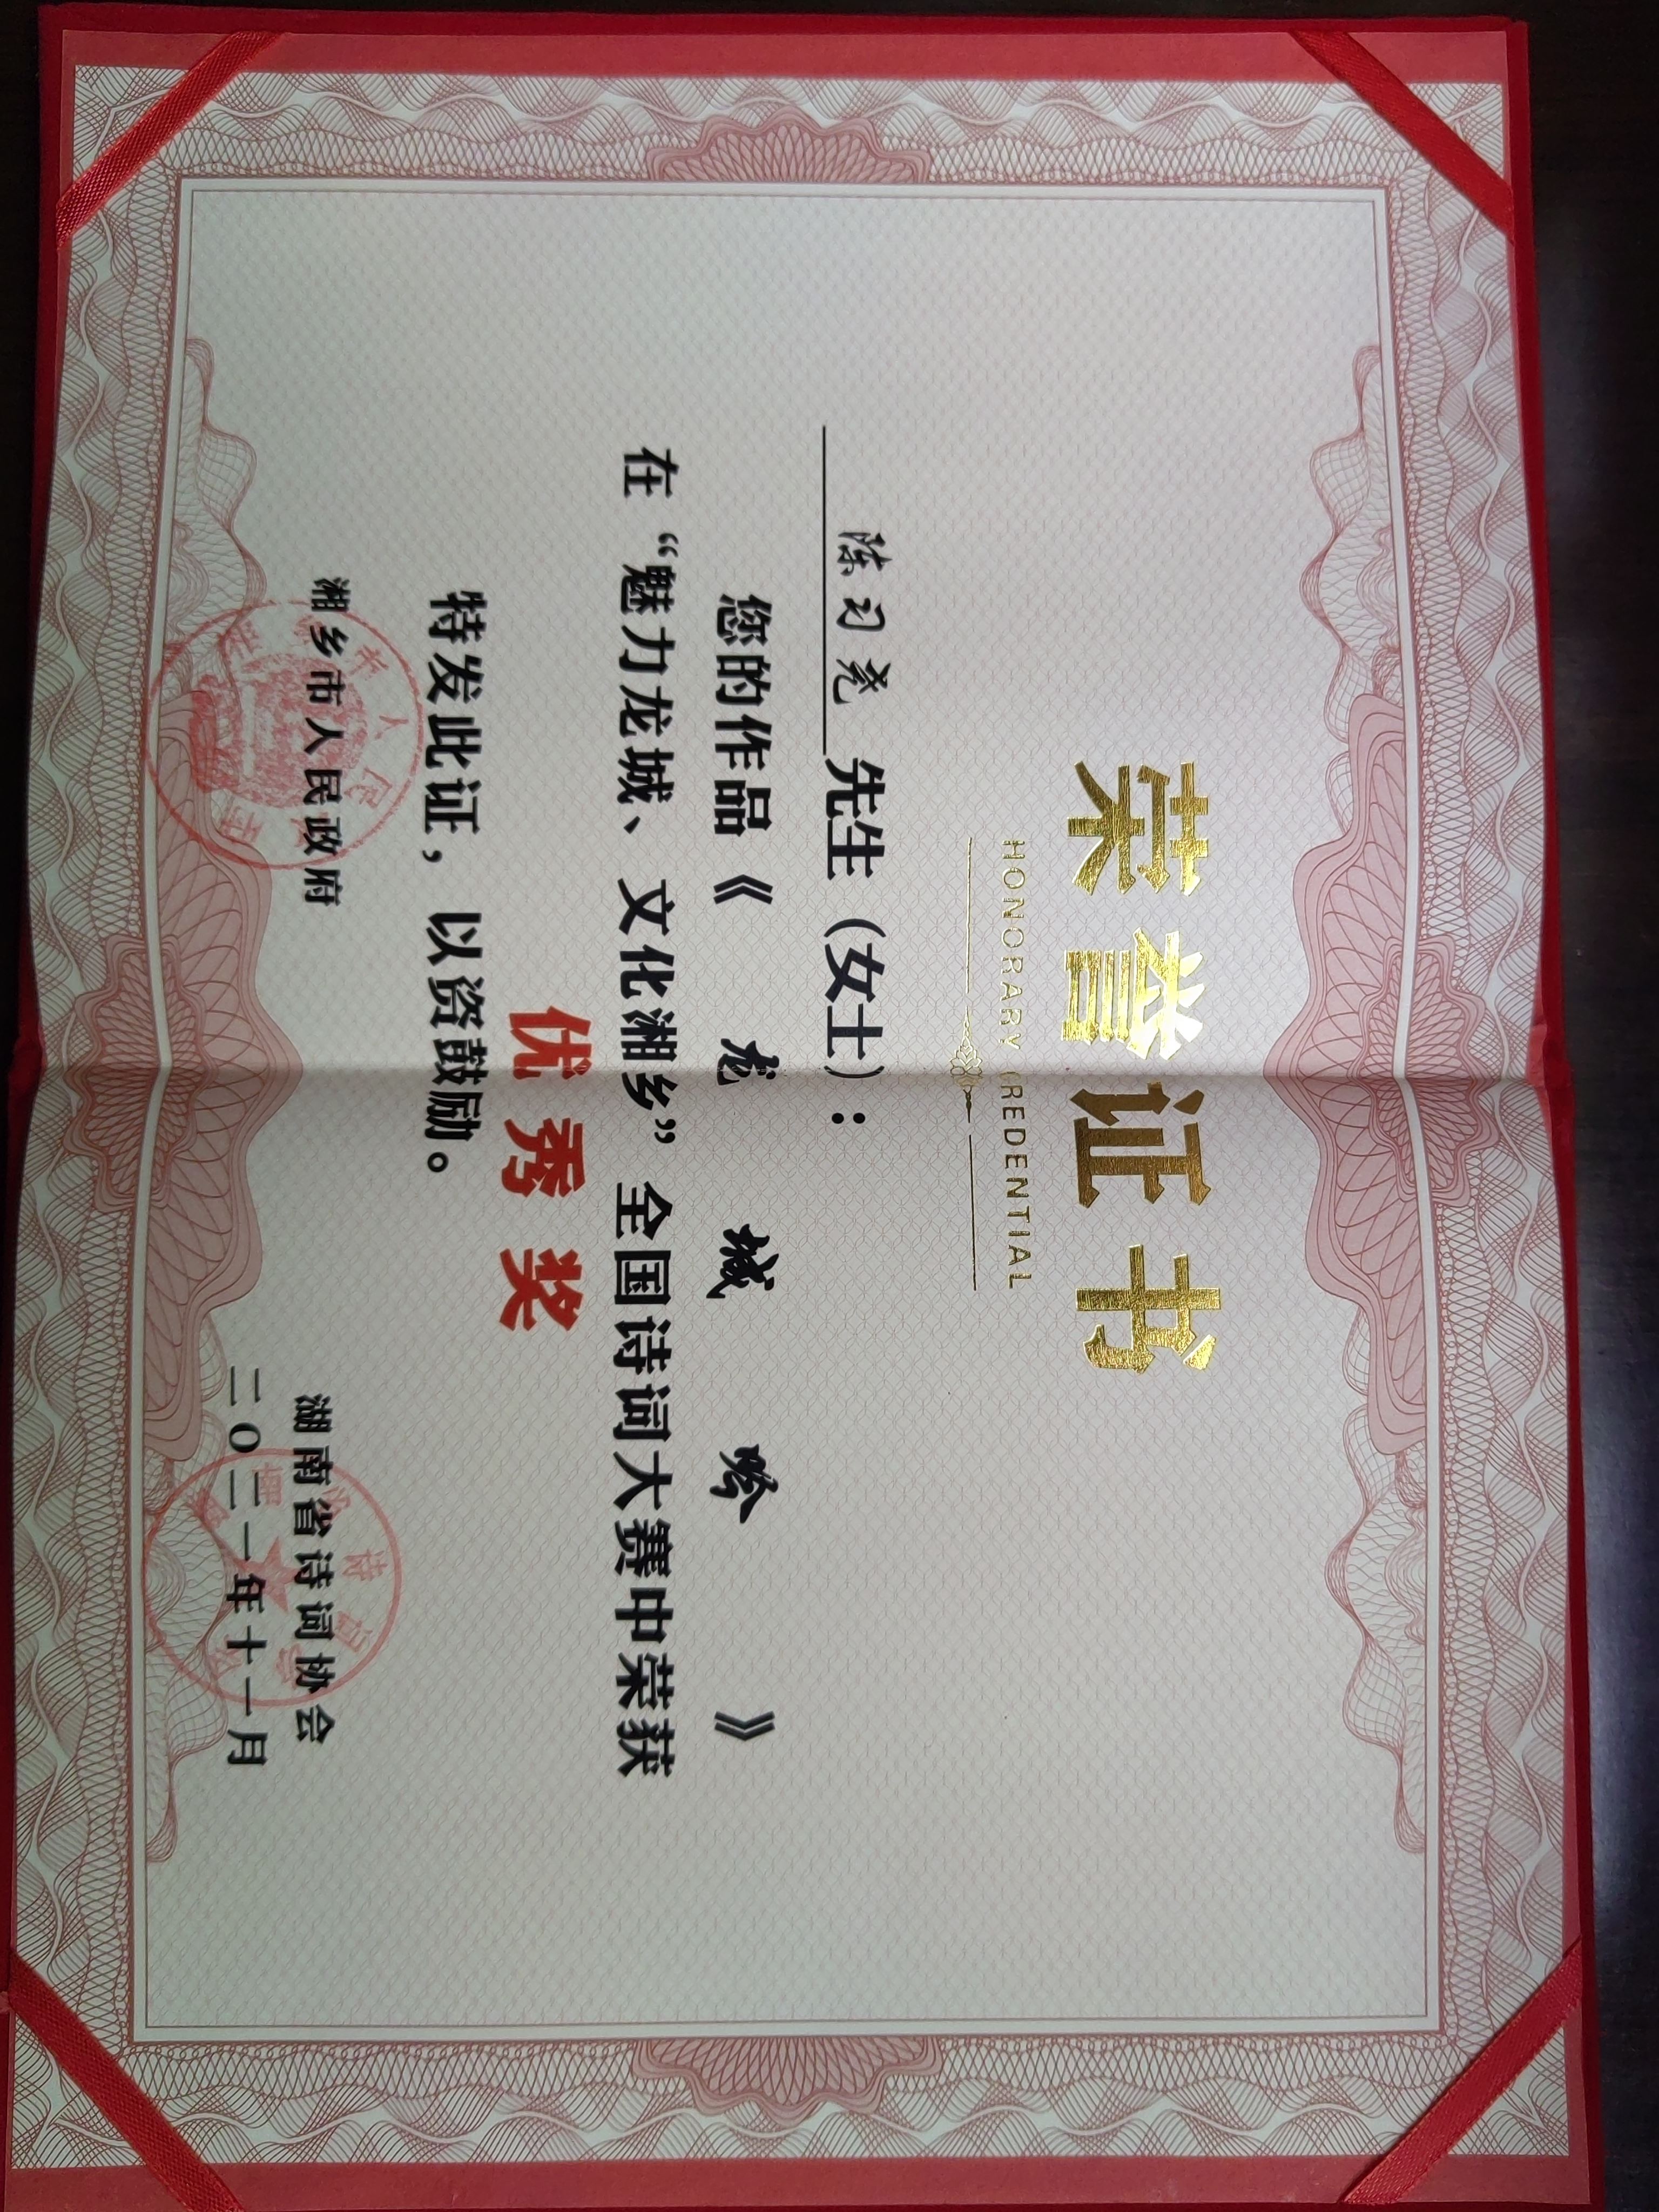 荣誉证书
HONORARY CREDENTIAL
陈习尧先生（女士）：
您的作品《龙城吟》
在“魅力龙城、文化湘乡”全国诗词大赛中荣获
优秀奖
特发此证，以资鼓励。
湘乡市人民政府
湖南省诗词协会
二〇二一年十一月